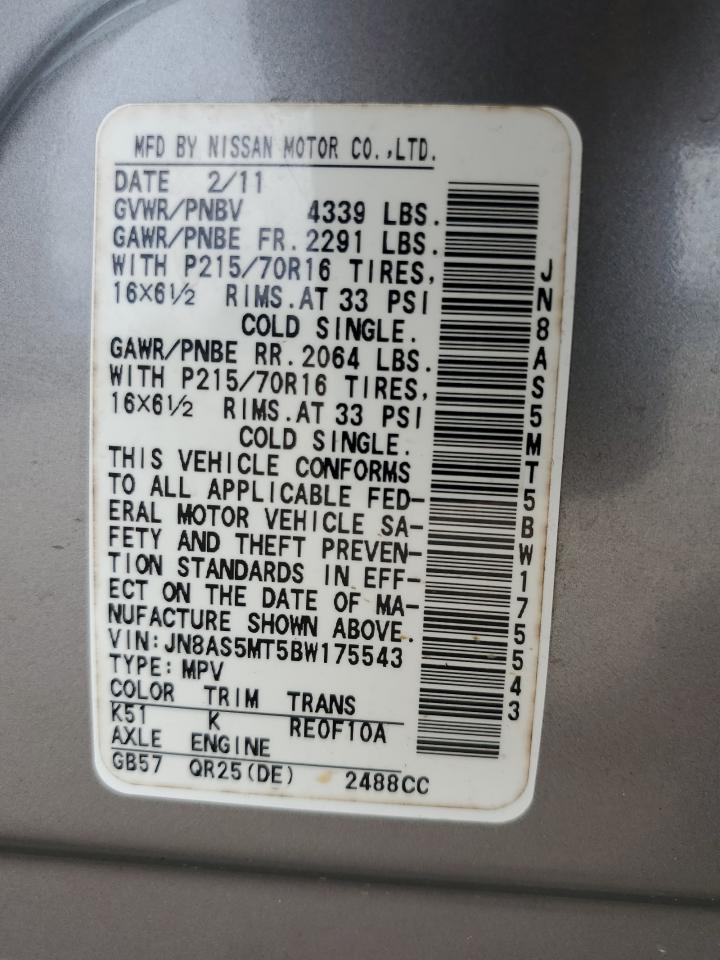 MFD BY NISSAN MOTOR CO.,LTD.
DATE 2/11
GVWR/PNBV 4339 LBS.
GAWR/PNBE FR.2291 LBS.
WITH P215/70R16 TIRES,
16X6½ RIMS.AT 33 PSI
COLD SINGLE.
GAWR/PNBE RR.2064 LBS.
WITH P215/70R16 TIRES,
16X6½ RIMS.AT 33 PSI
COLD SINGLE.
THIS VEHICLE CONFORMS
TO ALL APPLICABLE FED-
ERAL MOTOR VEHICLE SA-
FETY AND THEFT PREVEN-
TION STANDARDS IN EFF-
ECT ON THE DATE OF MA-
NUFACTURE SHOWN ABOVE.
VIN:JN8AS5MT5BW175543
TYPE:MPV
COLOR TRIM TRANS
K51 K RE0F10A
AXLE ENGINE
GB57 QR25(DE) 2488CC
JN8AS5MT5BW175543